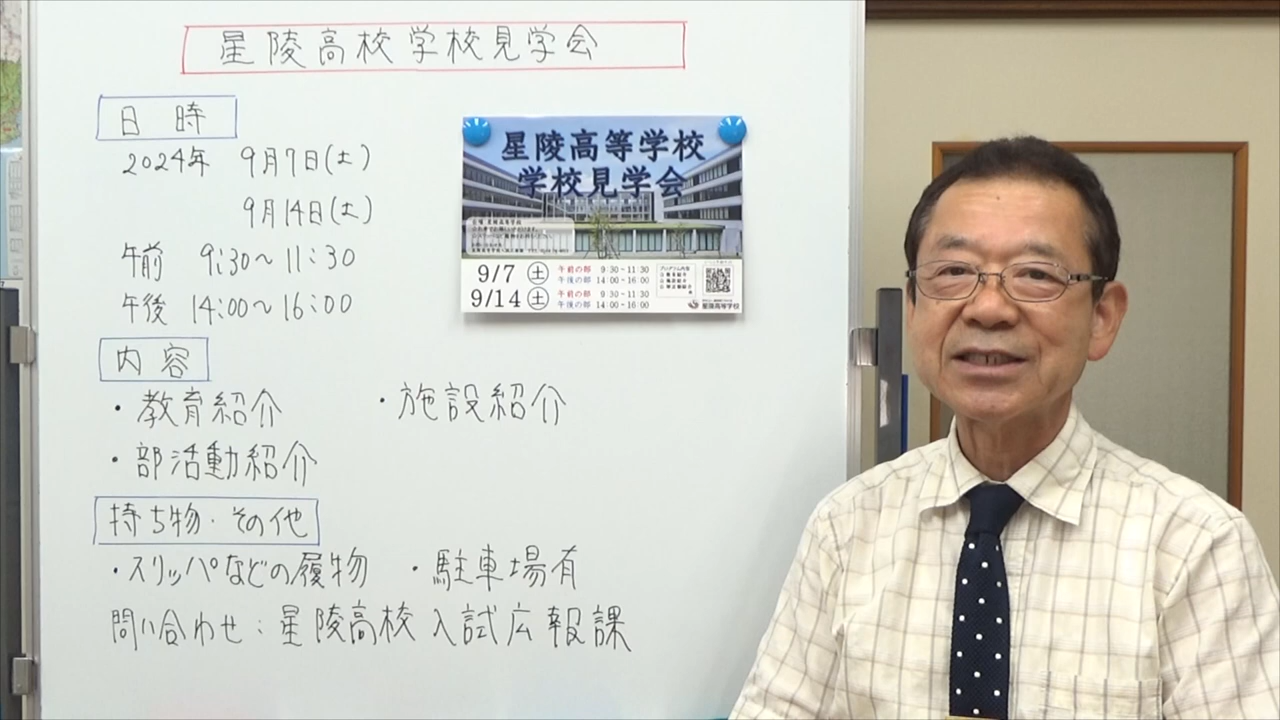 星陵高校学校見学会
日時
2024年 9月7日(土)
9月14日(土)
午前 9:30~11:30
午後 14:00~16:00
内容
・教育紹介 ・施設紹介
・部活動紹介
持ち物・その他
・スリッパなどの履物 ・駐車場有
問い合わせ:星陵高校入試広報課
星陵高等学校
学校見学会
9/7 土 午前の部 9:30~11:30
午後の部 14:00~16:00
9/14 土 午前の部 9:30~11:30
午後の部 14:00~16:00
プログラム内容
星陵高等学校